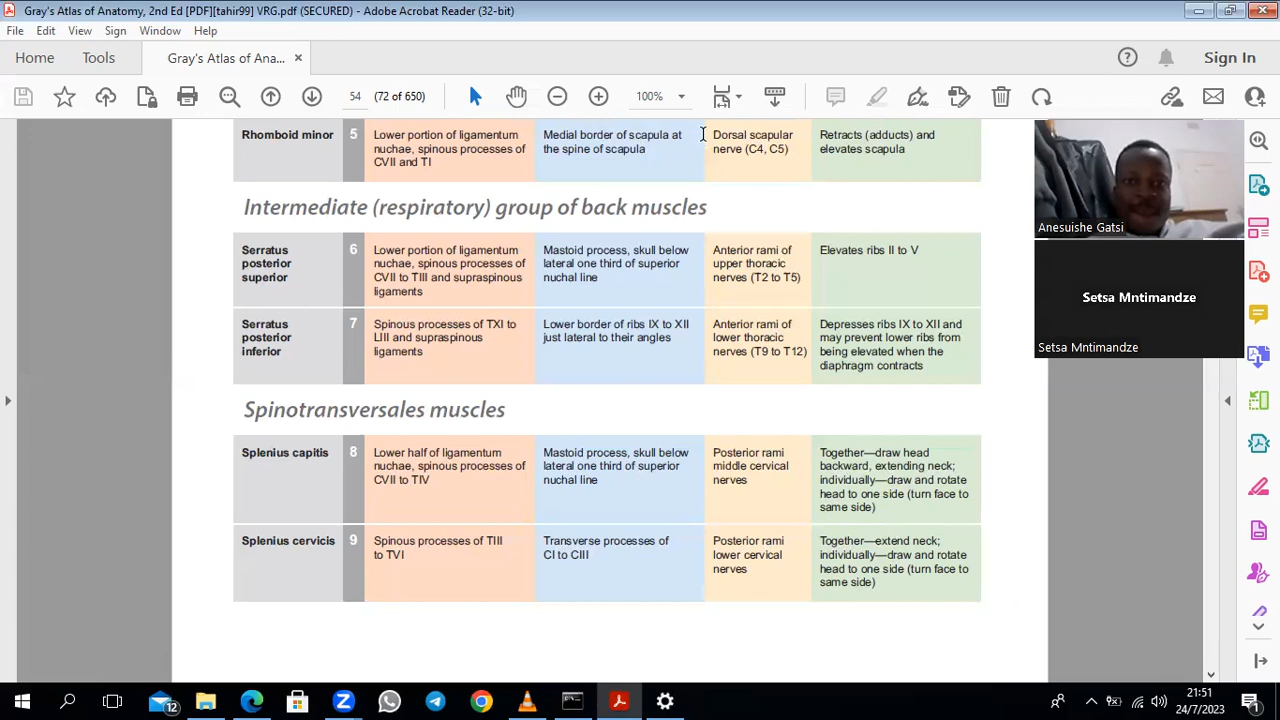 Gray's Atlas of Anatomy, 2nd Ed [PDF][tahir99] VRG.pdf (SECURED) - Adobe Acrobat Reader (32-bit)
File Edit View Sign Window Help
Home Tools Gray's Atlas of Ana... × Sign In
54 (72 of 650) 100%
Rhomboid minor 5 Lower portion of ligamentum Medial border of scapula at Dorsal scapular Retracts (adducts) and
nuchae, spinous processes of the spine of scapula nerve (C4, C5) elevates scapula
CVII and TI
Intermediate (respiratory) group of back muscles
Serratus 6 Lower portion of ligamentum Mastoid process, skull below Anterior rami of Elevates ribs II to V
posterior nuchae, spinous processes of lateral one third of superior upper thoracic
superior CVII to TIII and supraspinous nuchal line nerves (T2 to T5)
ligaments
Serratus 7 Spinous processes of TXI to Lower border of ribs IX to XII Anterior rami of Depresses ribs IX to XII and
posterior LIII and supraspinous just lateral to their angles lower thoracic may prevent lower ribs from
inferior ligaments nerves (T9 to T12) being elevated when the
diaphragm contracts
Spinotransversales muscles
Splenius capitis 8 Lower half of ligamentum Mastoid process, skull below Posterior rami Together—draw head
nuchae, spinous processes of lateral one third of superior middle cervical backward, extending neck;
CVII to TIV nuchal line nerves individually—draw and rotate
head to one side (turn face to
same side)
Splenius cervicis 9 Spinous processes of TIII Transverse processes of Posterior rami Together—extend neck;
to TVI CI to CIII lower cervical individually—draw and rotate
nerves head to one side (turn face to
same side)
Anesuishe Gatsi
Setsa Mntimandze
Setsa Mntimandze
12
21:51
24/7/2023
1